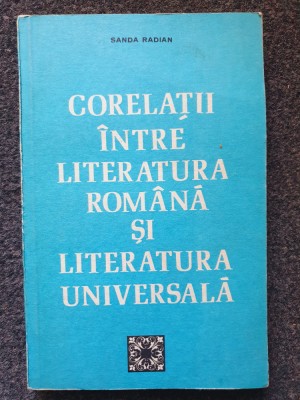 SANDA RADIAN
CORELAȚII
ÎNTRE
LITERATURA
ROMÂNĂ
ȘI
LITERATURA
UNIVERSALĂ